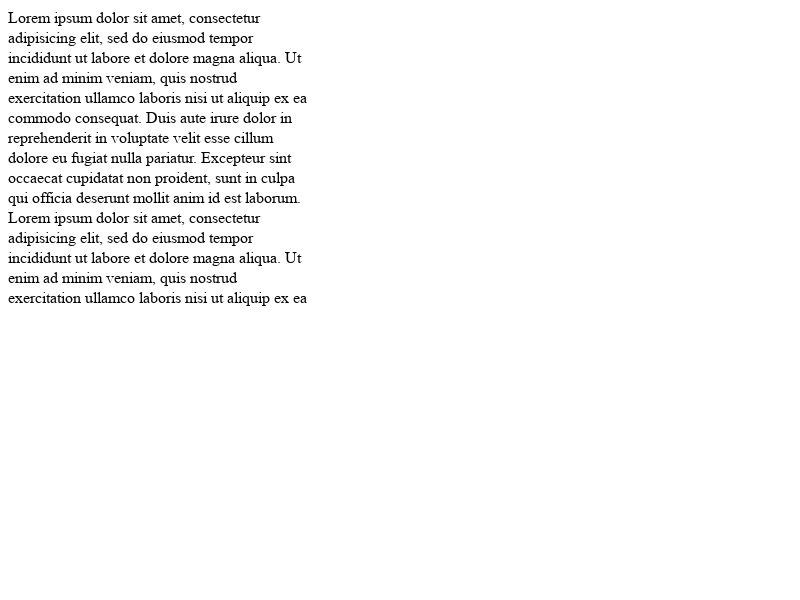 Lorem ipsum dolor sit amet, consectetur
adipisicing elit, sed do eiusmod tempor
incididunt ut labore et dolore magna aliqua. Ut
enim ad minim veniam, quis nostrud
exercitation ullamco laboris nisi ut aliquip ex ea
commodo consequat. Duis aute irure dolor in
reprehenderit in voluptate velit esse cillum
dolore eu fugiat nulla pariatur. Excepteur sint
occaecat cupidatat non proident, sunt in culpa
qui officia deserunt mollit anim id est laborum.
Lorem ipsum dolor sit amet, consectetur
adipisicing elit, sed do eiusmod tempor
incididunt ut labore et dolore magna aliqua. Ut
enim ad minim veniam, quis nostrud
exercitation ullamco laboris nisi ut aliquip ex ea